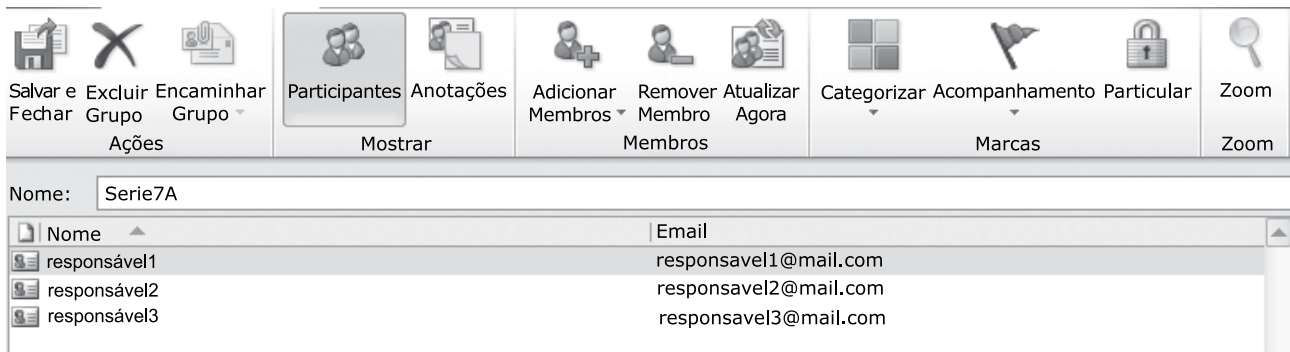 Salvar e Excluir Encaminhar Participantes Anotações Adicionar Remover Atualizar Categorizar Acompanhamento Particular Zoom
Fechar Grupo Grupo Membros Membro Agora
Ações Mostrar Membros Marcas Zoom
Nome: Serie7A
Nome Email
responsável1 responsavel1@mail.com
responsável2 responsavel2@mail.com
responsável3 responsavel3@mail.com